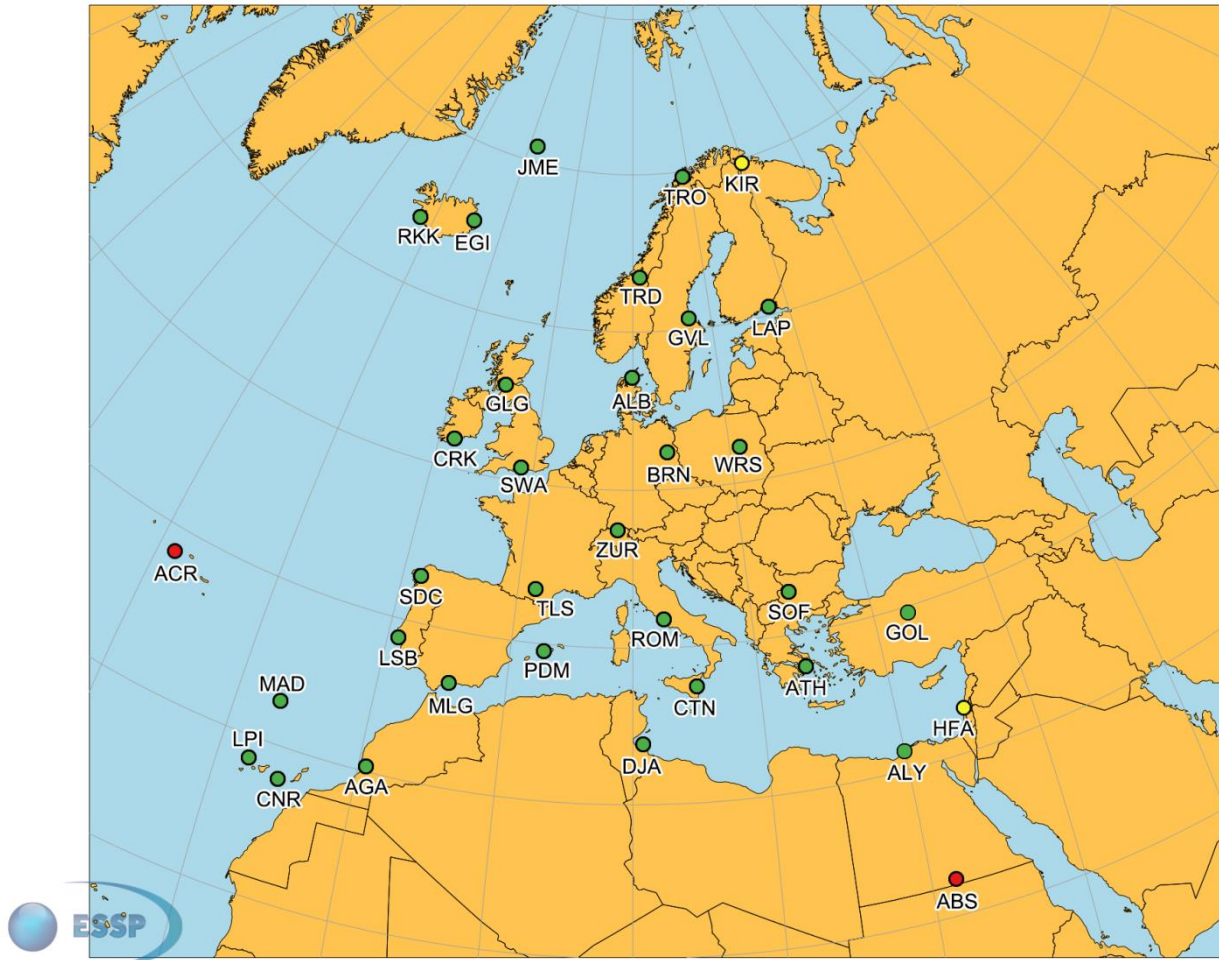 JME
KIR
TRO
RKK
EGI
TRD
GVL
LAP
ALB
GLG
CRK
SWA
BRN
WRS
ZUR
ACR
SDC
TLS
SOF
GOL
ROM
LSB
PDM
ATH
MAD
MLG
CTN
HFA
LPI
DJA
ALY
CNR
AGA
ABS
ESSP